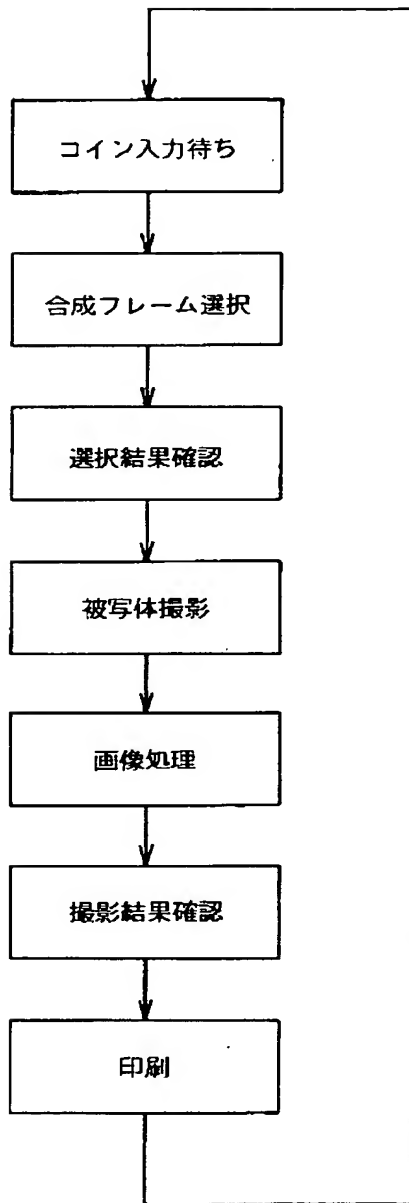 コイン入力待ち
合成フレーム選択
選択結果確認
被写体撮影
画像処理
撮影結果確認
印刷